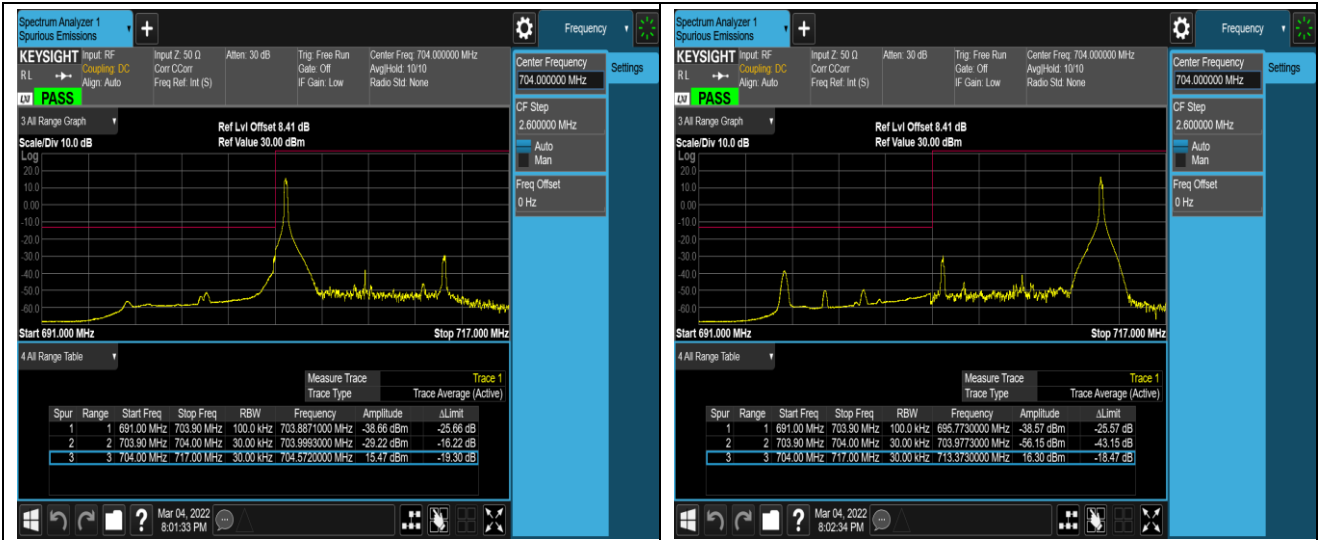 Spectrum Analyzer 1
Spurious Emissions
Frequency
KEYSIGHT Input: RF Input Z: 50 Ω Atten: 30 dB Trig: Free Run Center Freq: 704.000000 MHz
RL Coupling: DC Corr CCorr Gate: Off Avg|Hold: 10/10
Align: Auto Freq Ref: Int (S) IF Gain: Low Radio Std: None
LXI PASS
Center Frequency
704.000000 MHz
Settings
CF Step
2.600000 MHz
Auto
Man
Freq Offset
0 Hz
3 All Range Graph
Ref Lvl Offset 8.41 dB
Scale/Div 10.0 dB Ref Value 30.00 dBm
Log
20.0
10.0
0.00
-10.0
-20.0
-30.0
-40.0
-50.0
-60.0
Start 691.000 MHz Stop 717.000 MHz
4 All Range Table
Measure Trace Trace 1
Trace Type Trace Average (Active)
Spur Range Start Freq Stop Freq RBW Frequency Amplitude ΔLimit
1 1 691.00 MHz 703.90 MHz 100.0 kHz 703.8871000 MHz -38.66 dBm -25.66 dB
2 2 703.90 MHz 704.00 MHz 30.00 kHz 703.9993000 MHz -29.22 dBm -16.22 dB
3 3 704.00 MHz 717.00 MHz 30.00 kHz 704.5720000 MHz 15.47 dBm -19.30 dB
Mar 04, 2022
8:01:33 PM
Spectrum Analyzer 1
Spurious Emissions
Frequency
KEYSIGHT Input: RF Input Z: 50 Ω Atten: 30 dB Trig: Free Run Center Freq: 704.000000 MHz
RL Coupling: DC Corr CCorr Gate: Off Avg|Hold: 10/10
Align: Auto Freq Ref: Int (S) IF Gain: Low Radio Std: None
LXI PASS
Center Frequency
704.000000 MHz
Settings
CF Step
2.600000 MHz
Auto
Man
Freq Offset
0 Hz
3 All Range Graph
Ref Lvl Offset 8.41 dB
Scale/Div 10.0 dB Ref Value 30.00 dBm
Log
20.0
10.0
0.00
-10.0
-20.0
-30.0
-40.0
-50.0
-60.0
Start 691.000 MHz Stop 717.000 MHz
4 All Range Table
Measure Trace Trace 1
Trace Type Trace Average (Active)
Spur Range Start Freq Stop Freq RBW Frequency Amplitude ΔLimit
1 1 691.00 MHz 703.90 MHz 100.0 kHz 695.7730000 MHz -38.57 dBm -25.57 dB
2 2 703.90 MHz 704.00 MHz 30.00 kHz 703.9773000 MHz -56.15 dBm -43.15 dB
3 3 704.00 MHz 717.00 MHz 30.00 kHz 713.3730000 MHz 16.30 dBm -18.47 dB
Mar 04, 2022
8:02:34 PM